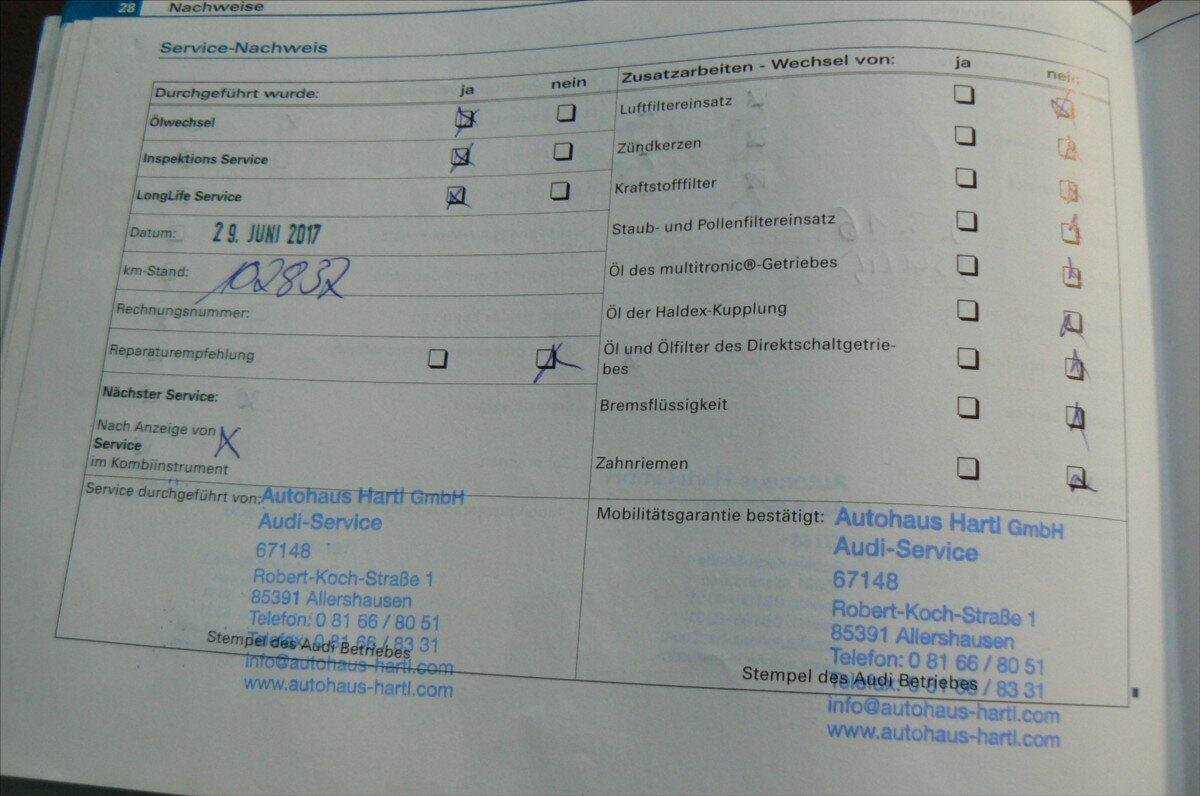 28 Nachweise
Service-Nachweis
Durchgeführt wurde: ja nein
Ölwechsel
Inspektions Service
LongLife Service
Datum: 29. JUNI 2017
km-Stand: 102832
Rechnungsnummer:
Reparaturempfehlung
Nächster Service:
Nach Anzeige von
Service
im Kombiinstrument
Service durchgeführt von:
Autohaus Hartl GmbH
Audi-Service
67148
Robert-Koch-Straße 1
85391 Allershausen
Telefon: 0 81 66 / 80 51
Telefax: 0 81 66 / 83 31
Stempel des Audi Betriebes
info@autohaus-hartl.com
www.autohaus-hartl.com
Zusatzarbeiten - Wechsel von: ja nein
Luftfiltereinsatz
Zündkerzen
Kraftstofffilter
Staub- und Pollenfiltereinsatz
Öl des multitronic®-Getriebes
Öl der Haldex-Kupplung
Öl und Ölfilter des Direktschaltgetrie-
bes
Bremsflüssigkeit
Zahnriemen
Mobilitätsgarantie bestätigt:
Autohaus Hartl GmbH
Audi-Service
67148
Robert-Koch-Straße 1
85391 Allershausen
Telefon: 0 81 66 / 80 51
Telefax: 0 81 66 / 83 31
Stempel des Audi Betriebes
info@autohaus-hartl.com
www.autohaus-hartl.com